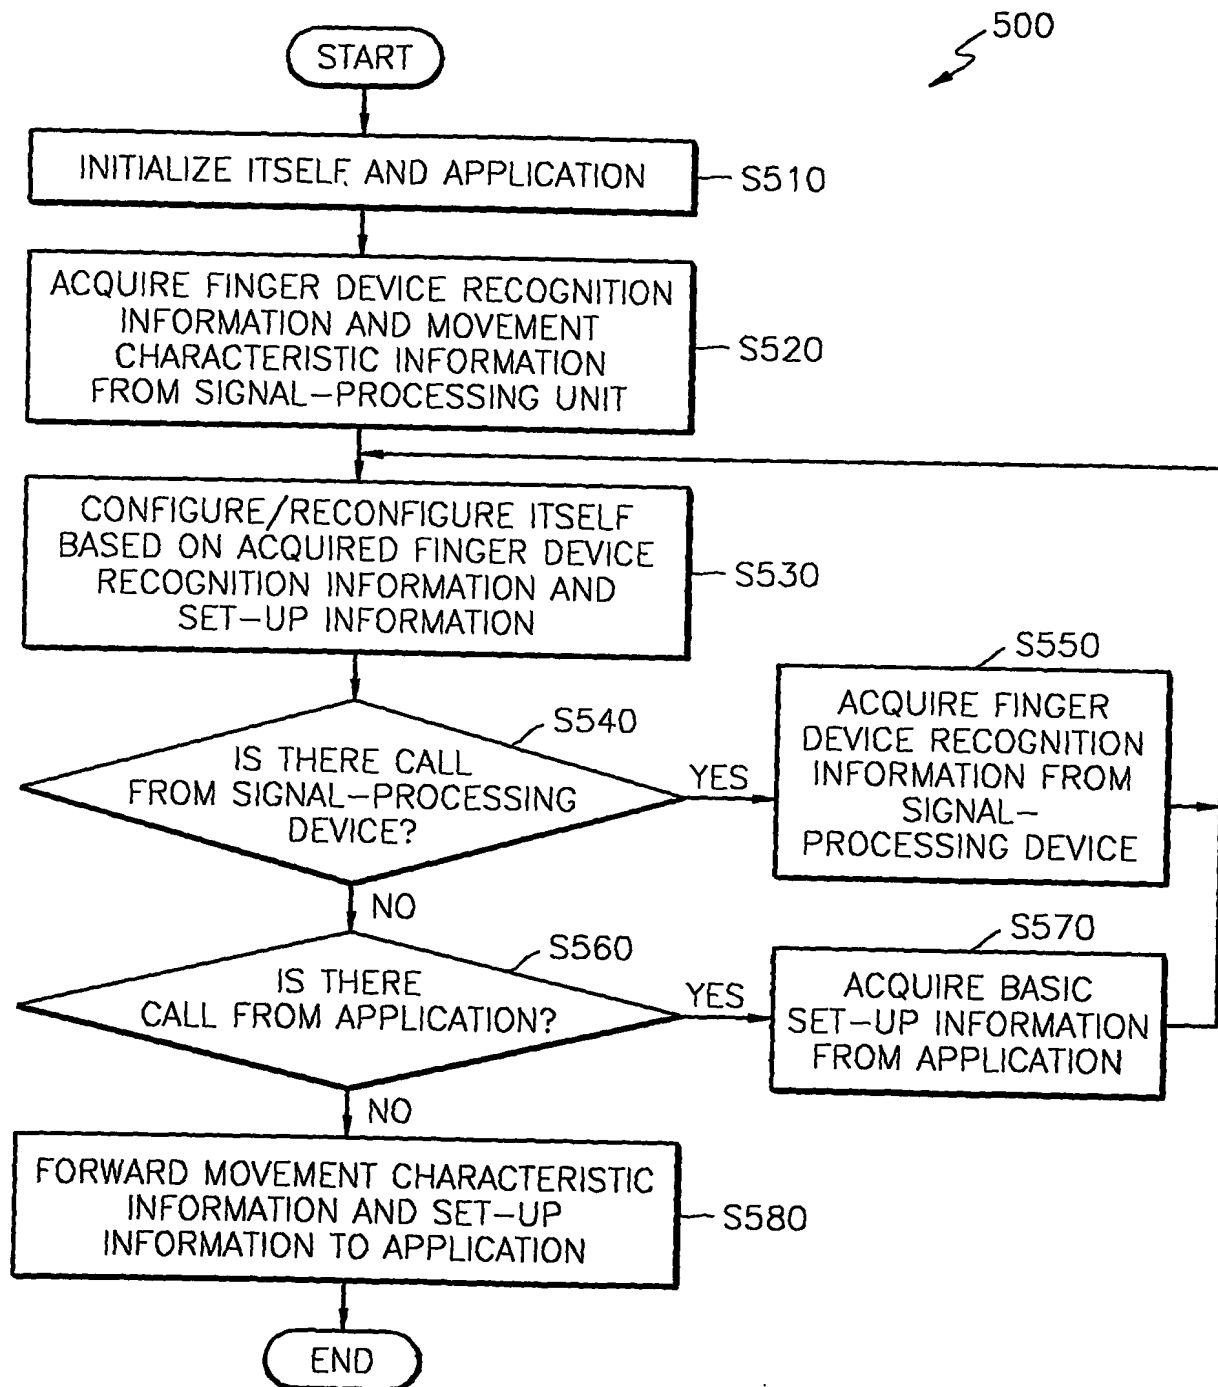 500
START
INITIALIZE ITSELF AND APPLICATION
S510
ACQUIRE FINGER DEVICE RECOGNITION
INFORMATION AND MOVEMENT
CHARACTERISTIC INFORMATION
FROM SIGNAL-PROCESSING UNIT
S520
CONFIGURE/RECONFIGURE ITSELF
BASED ON ACQUIRED FINGER DEVICE
RECOGNITION INFORMATION AND
SET-UP INFORMATION
S530
S540
IS THERE CALL
FROM SIGNAL-PROCESSING
DEVICE?
YES
S550
ACQUIRE FINGER
DEVICE RECOGNITION
INFORMATION FROM
SIGNAL-
PROCESSING DEVICE
NO
S560
IS THERE
CALL FROM APPLICATION?
YES
S570
ACQUIRE BASIC
SET-UP INFORMATION
FROM APPLICATION
NO
FORWARD MOVEMENT CHARACTERISTIC
INFORMATION AND SET-UP
INFORMATION TO APPLICATION
S580
END